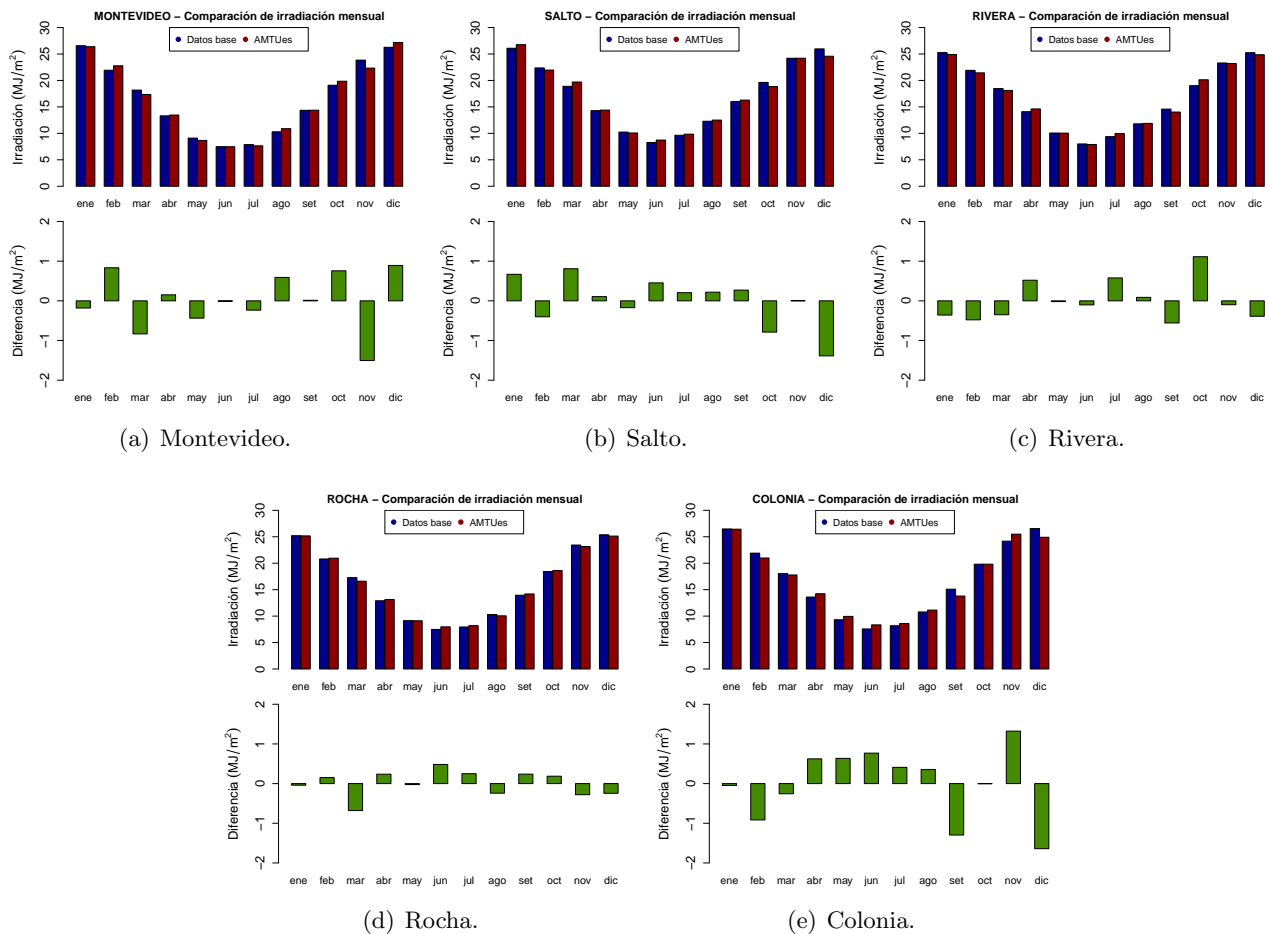 MONTEVIDEO – Comparación de irradiación mensual
Datos base AMTUes
Irradiación (MJ/m²)
30
25
20
15
10
5
0
ene feb mar abr may jun jul ago set oct nov dic
Diferencia (MJ/m²)
2
1
0
−1
−2
ene feb mar abr may jun jul ago set oct nov dic
(a) Montevideo.
SALTO – Comparación de irradiación mensual
Datos base AMTUes
Irradiación (MJ/m²)
30
25
20
15
10
5
0
ene feb mar abr may jun jul ago set oct nov dic
Diferencia (MJ/m²)
2
1
0
−1
−2
ene feb mar abr may jun jul ago set oct nov dic
(b) Salto.
RIVERA – Comparación de irradiación mensual
Datos base AMTUes
Irradiación (MJ/m²)
30
25
20
15
10
5
0
ene feb mar abr may jun jul ago set oct nov dic
Diferencia (MJ/m²)
2
1
0
−1
−2
ene feb mar abr may jun jul ago set oct nov dic
(c) Rivera.
ROCHA – Comparación de irradiación mensual
Datos base AMTUes
Irradiación (MJ/m²)
30
25
20
15
10
5
0
ene feb mar abr may jun jul ago set oct nov dic
Diferencia (MJ/m²)
2
1
0
−1
−2
ene feb mar abr may jun jul ago set oct nov dic
(d) Rocha.
COLONIA – Comparación de irradiación mensual
Datos base AMTUes
Irradiación (MJ/m²)
30
25
20
15
10
5
0
ene feb mar abr may jun jul ago set oct nov dic
Diferencia (MJ/m²)
2
1
0
−1
−2
ene feb mar abr may jun jul ago set oct nov dic
(e) Colonia.